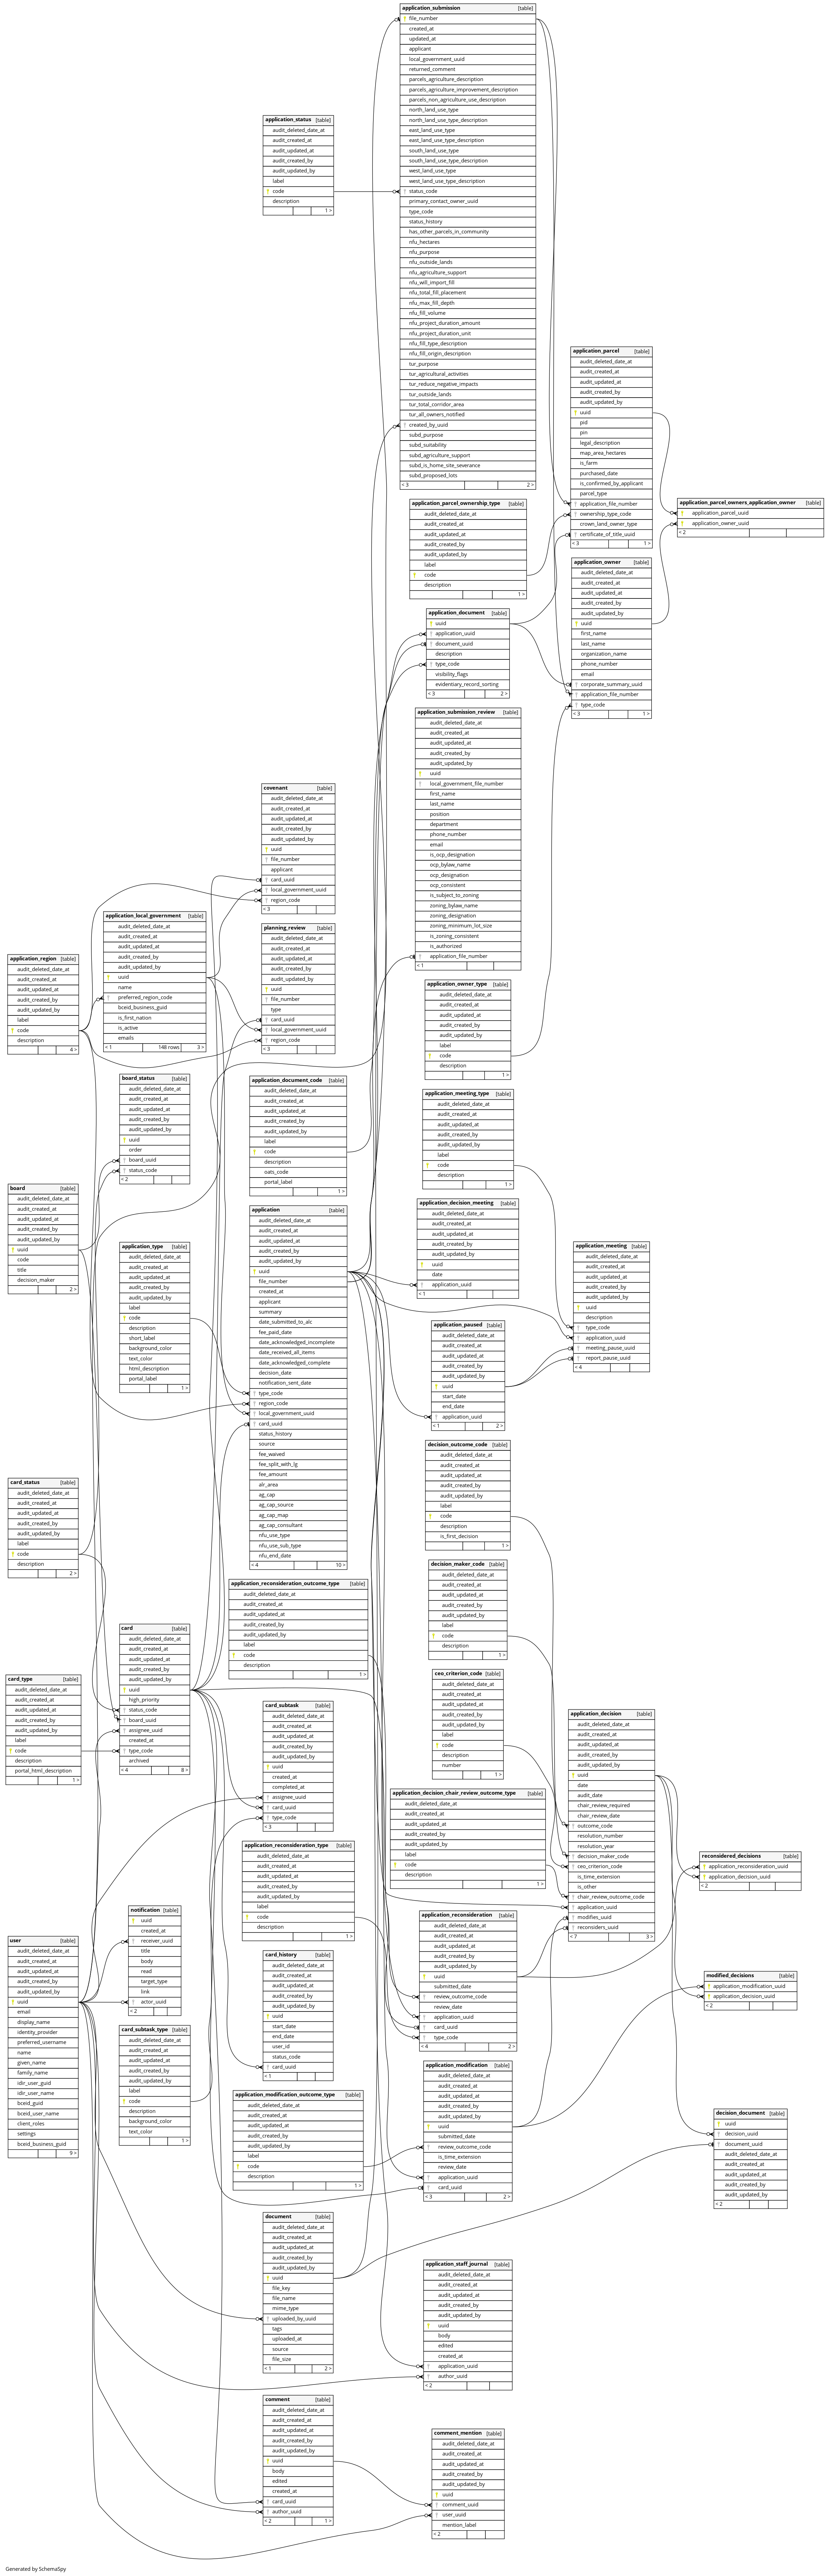 application_submission [table]
file_number
created_at
updated_at
applicant
local_government_uuid
returned_comment
parcels_agriculture_description
parcels_agriculture_improvement_description
parcels_non_agriculture_use_description
north_land_use_type
north_land_use_type_description
east_land_use_type
east_land_use_type_description
south_land_use_type
south_land_use_type_description
west_land_use_type
west_land_use_type_description
status_code
primary_contact_owner_uuid
type_code
status_history
has_other_parcels_in_community
nfu_hectares
nfu_purpose
nfu_outside_lands
nfu_agriculture_support
nfu_will_import_fill
nfu_total_fill_placement
nfu_max_fill_depth
nfu_fill_volume
nfu_project_duration_amount
nfu_project_duration_unit
nfu_fill_type_description
nfu_fill_origin_description
tur_purpose
tur_agricultural_activities
tur_reduce_negative_impacts
tur_outside_lands
tur_total_corridor_area
tur_all_owners_notified
created_by_uuid
subd_purpose
subd_suitability
subd_agriculture_support
subd_is_home_site_severance
subd_proposed_lots
< 3 2 >
application_status [table]
audit_deleted_date_at
audit_created_at
audit_updated_at
audit_created_by
audit_updated_by
label
code
description
1 >
application_parcel [table]
audit_deleted_date_at
audit_created_at
audit_updated_at
audit_created_by
audit_updated_by
uuid
pid
pin
legal_description
map_area_hectares
is_farm
purchased_date
is_confirmed_by_applicant
parcel_type
application_file_number
ownership_type_code
crown_land_owner_type
certificate_of_title_uuid
< 3 1 >
application_parcel_owners_application_owner [table]
application_parcel_uuid
application_owner_uuid
< 2
application_parcel_ownership_type [table]
audit_deleted_date_at
audit_created_at
audit_updated_at
audit_created_by
audit_updated_by
label
code
description
1 >
application_owner [table]
audit_deleted_date_at
audit_created_at
audit_updated_at
audit_created_by
audit_updated_by
uuid
first_name
last_name
organization_name
phone_number
email
corporate_summary_uuid
application_file_number
type_code
< 3 1 >
application_document [table]
uuid
application_uuid
document_uuid
description
type_code
visibility_flags
evidentiary_record_sorting
< 3 2 >
application_submission_review [table]
audit_deleted_date_at
audit_created_at
audit_updated_at
audit_created_by
audit_updated_by
uuid
local_government_file_number
first_name
last_name
position
department
phone_number
email
is_ocp_designation
ocp_bylaw_name
ocp_designation
ocp_consistent
is_subject_to_zoning
zoning_bylaw_name
zoning_designation
zoning_minimum_lot_size
is_zoning_consistent
is_authorized
application_file_number
< 1
covenant [table]
audit_deleted_date_at
audit_created_at
audit_updated_at
audit_created_by
audit_updated_by
uuid
file_number
applicant
card_uuid
local_government_uuid
region_code
< 3
application_local_government [table]
audit_deleted_date_at
audit_created_at
audit_updated_at
audit_created_by
audit_updated_by
uuid
name
preferred_region_code
bceid_business_guid
is_first_nation
is_active
emails
< 1 148 rows 3 >
planning_review [table]
audit_deleted_date_at
audit_created_at
audit_updated_at
audit_created_by
audit_updated_by
uuid
file_number
type
card_uuid
local_government_uuid
region_code
< 3
application_region [table]
audit_deleted_date_at
audit_created_at
audit_updated_at
audit_created_by
audit_updated_by
label
code
description
4 >
application_owner_type [table]
audit_deleted_date_at
audit_created_at
audit_updated_at
audit_created_by
audit_updated_by
label
code
description
1 >
board_status [table]
audit_deleted_date_at
audit_created_at
audit_updated_at
audit_created_by
audit_updated_by
uuid
order
board_uuid
status_code
< 2
application_document_code [table]
audit_deleted_date_at
audit_created_at
audit_updated_at
audit_created_by
audit_updated_by
label
code
description
oats_code
portal_label
1 >
application_meeting_type [table]
audit_deleted_date_at
audit_created_at
audit_updated_at
audit_created_by
audit_updated_by
label
code
description
1 >
board [table]
audit_deleted_date_at
audit_created_at
audit_updated_at
audit_created_by
audit_updated_by
uuid
code
title
decision_maker
2 >
application_decision_meeting [table]
audit_deleted_date_at
audit_created_at
audit_updated_at
audit_created_by
audit_updated_by
uuid
date
application_uuid
< 1
application [table]
audit_deleted_date_at
audit_created_at
audit_updated_at
audit_created_by
audit_updated_by
uuid
file_number
created_at
applicant
summary
date_submitted_to_alc
fee_paid_date
date_acknowledged_incomplete
date_received_all_items
date_acknowledged_complete
decision_date
notification_sent_date
type_code
region_code
local_government_uuid
card_uuid
status_history
source
fee_waived
fee_split_with_lg
fee_amount
alr_area
ag_cap
ag_cap_source
ag_cap_map
ag_cap_consultant
nfu_use_type
nfu_use_sub_type
nfu_end_date
< 4 10 >
application_type [table]
audit_deleted_date_at
audit_created_at
audit_updated_at
audit_created_by
audit_updated_by
label
code
description
short_label
background_color
text_color
html_description
portal_label
1 >
application_meeting [table]
audit_deleted_date_at
audit_created_at
audit_updated_at
audit_created_by
audit_updated_by
uuid
description
type_code
application_uuid
meeting_pause_uuid
report_pause_uuid
< 4
application_paused [table]
audit_deleted_date_at
audit_created_at
audit_updated_at
audit_created_by
audit_updated_by
uuid
start_date
end_date
application_uuid
< 1 2 >
decision_outcome_code [table]
audit_deleted_date_at
audit_created_at
audit_updated_at
audit_created_by
audit_updated_by
label
code
description
is_first_decision
1 >
card_status [table]
audit_deleted_date_at
audit_created_at
audit_updated_at
audit_created_by
audit_updated_by
label
code
description
2 >
decision_maker_code [table]
audit_deleted_date_at
audit_created_at
audit_updated_at
audit_created_by
audit_updated_by
label
code
description
1 >
application_reconsideration_outcome_type [table]
audit_deleted_date_at
audit_created_at
audit_updated_at
audit_created_by
audit_updated_by
label
code
description
1 >
card [table]
audit_deleted_date_at
audit_created_at
audit_updated_at
audit_created_by
audit_updated_by
uuid
high_priority
status_code
board_uuid
assignee_uuid
created_at
type_code
archived
< 4 8 >
card_type [table]
audit_deleted_date_at
audit_created_at
audit_updated_at
audit_created_by
audit_updated_by
label
code
description
portal_html_description
1 >
ceo_criterion_code [table]
audit_deleted_date_at
audit_created_at
audit_updated_at
audit_created_by
audit_updated_by
label
code
description
number
1 >
card_subtask [table]
audit_deleted_date_at
audit_created_at
audit_updated_at
audit_created_by
audit_updated_by
uuid
created_at
completed_at
assignee_uuid
card_uuid
type_code
< 3
application_decision [table]
audit_deleted_date_at
audit_created_at
audit_updated_at
audit_created_by
audit_updated_by
uuid
date
audit_date
chair_review_required
chair_review_date
outcome_code
resolution_number
resolution_year
decision_maker_code
ceo_criterion_code
is_time_extension
is_other
chair_review_outcome_code
application_uuid
modifies_uuid
reconsiders_uuid
< 7 3 >
application_decision_chair_review_outcome_type [table]
audit_deleted_date_at
audit_created_at
audit_updated_at
audit_created_by
audit_updated_by
label
code
description
1 >
application_reconsideration_type [table]
audit_deleted_date_at
audit_created_at
audit_updated_at
audit_created_by
audit_updated_by
label
code
description
1 >
reconsidered_decisions [table]
application_reconsideration_uuid
application_decision_uuid
< 2
notification [table]
uuid
created_at
receiver_uuid
title
body
read
target_type
link
actor_uuid
< 2
application_reconsideration [table]
audit_deleted_date_at
audit_created_at
audit_updated_at
audit_created_by
audit_updated_by
uuid
submitted_date
review_outcome_code
review_date
application_uuid
card_uuid
type_code
< 4 2 >
user [table]
audit_deleted_date_at
audit_created_at
audit_updated_at
audit_created_by
audit_updated_by
uuid
email
display_name
identity_provider
preferred_username
name
given_name
family_name
idir_user_guid
idir_user_name
bceid_guid
bceid_user_name
client_roles
settings
bceid_business_guid
9 >
card_history [table]
audit_deleted_date_at
audit_created_at
audit_updated_at
audit_created_by
audit_updated_by
uuid
start_date
end_date
user_id
status_code
card_uuid
< 1
modified_decisions [table]
application_modification_uuid
application_decision_uuid
< 2
card_subtask_type [table]
audit_deleted_date_at
audit_created_at
audit_updated_at
audit_created_by
audit_updated_by
label
code
description
background_color
text_color
1 >
application_modification [table]
audit_deleted_date_at
audit_created_at
audit_updated_at
audit_created_by
audit_updated_by
uuid
submitted_date
review_outcome_code
is_time_extension
review_date
application_uuid
card_uuid
< 3 2 >
application_modification_outcome_type [table]
audit_deleted_date_at
audit_created_at
audit_updated_at
audit_created_by
audit_updated_by
label
code
description
1 >
decision_document [table]
uuid
decision_uuid
document_uuid
audit_deleted_date_at
audit_created_at
audit_updated_at
audit_created_by
audit_updated_by
< 2
document [table]
audit_deleted_date_at
audit_created_at
audit_updated_at
audit_created_by
audit_updated_by
uuid
file_key
file_name
mime_type
uploaded_by_uuid
tags
uploaded_at
source
file_size
< 1 2 >
application_staff_journal [table]
audit_deleted_date_at
audit_created_at
audit_updated_at
audit_created_by
audit_updated_by
uuid
body
edited
created_at
application_uuid
author_uuid
< 2
comment [table]
audit_deleted_date_at
audit_created_at
audit_updated_at
audit_created_by
audit_updated_by
uuid
body
edited
created_at
card_uuid
author_uuid
< 2 1 >
comment_mention [table]
audit_deleted_date_at
audit_created_at
audit_updated_at
audit_created_by
audit_updated_by
uuid
comment_uuid
user_uuid
mention_label
< 2
Generated by SchemaSpy